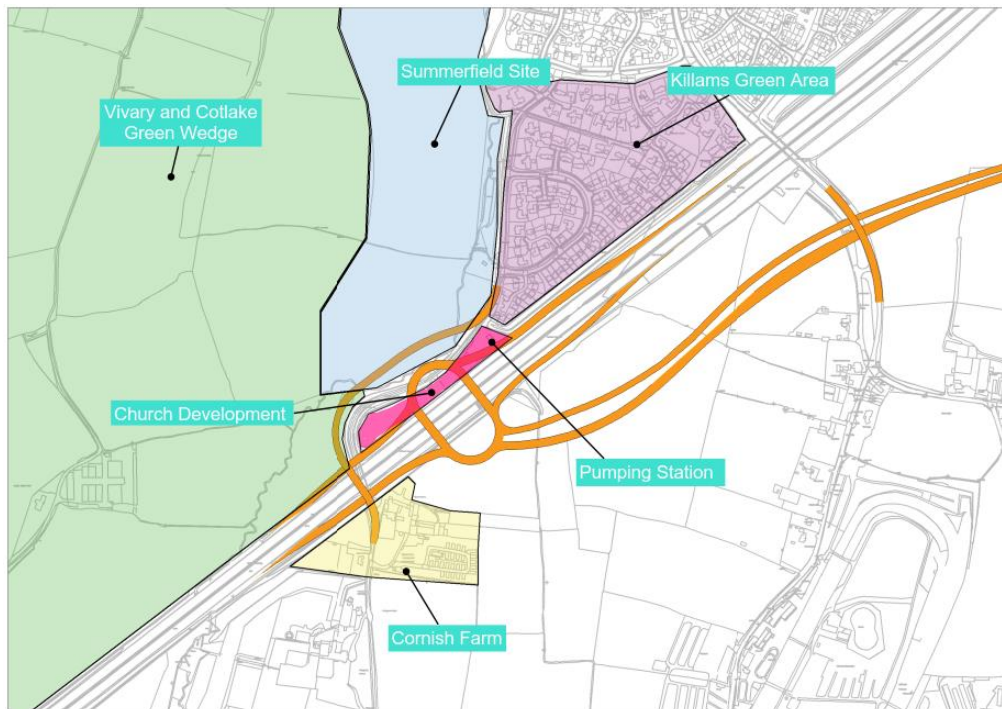 Summerfield Site
Killams Green Area
Vivary and Cotlake
Green Wedge
Church Development
Pumping Station
Cornish Farm